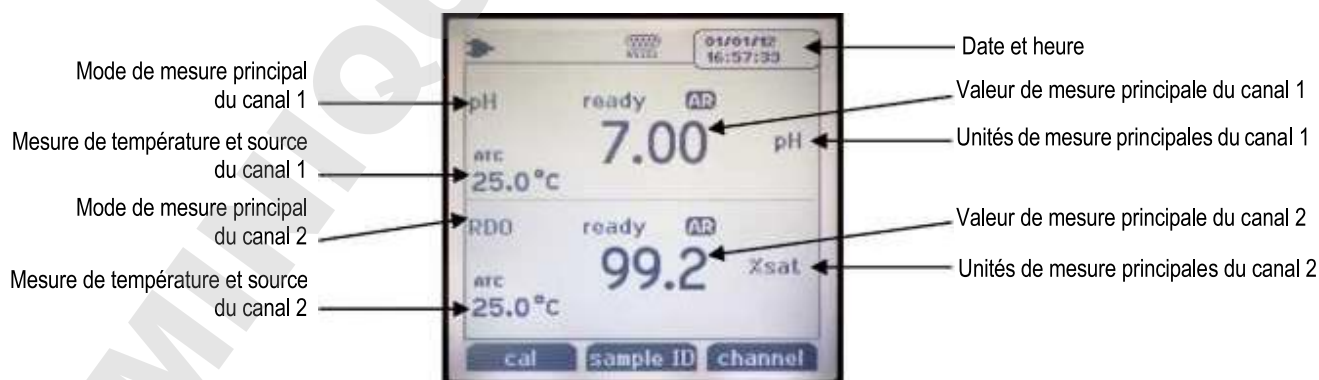 Mode de mesure principal
du canal 1
Mesure de température et source
du canal 1
Mode de mesure principal
du canal 2
Mesure de température et source
du canal 2
01/01/12
16:57:33
pH ready AR
7.00 pH
ATC
25.0°C
RDO ready AR
99.2 %sat
ATC
25.0°C
cal sample ID channel
Date et heure
Valeur de mesure principale du canal 1
Unités de mesure principales du canal 1
Valeur de mesure principale du canal 2
Unités de mesure principales du canal 2